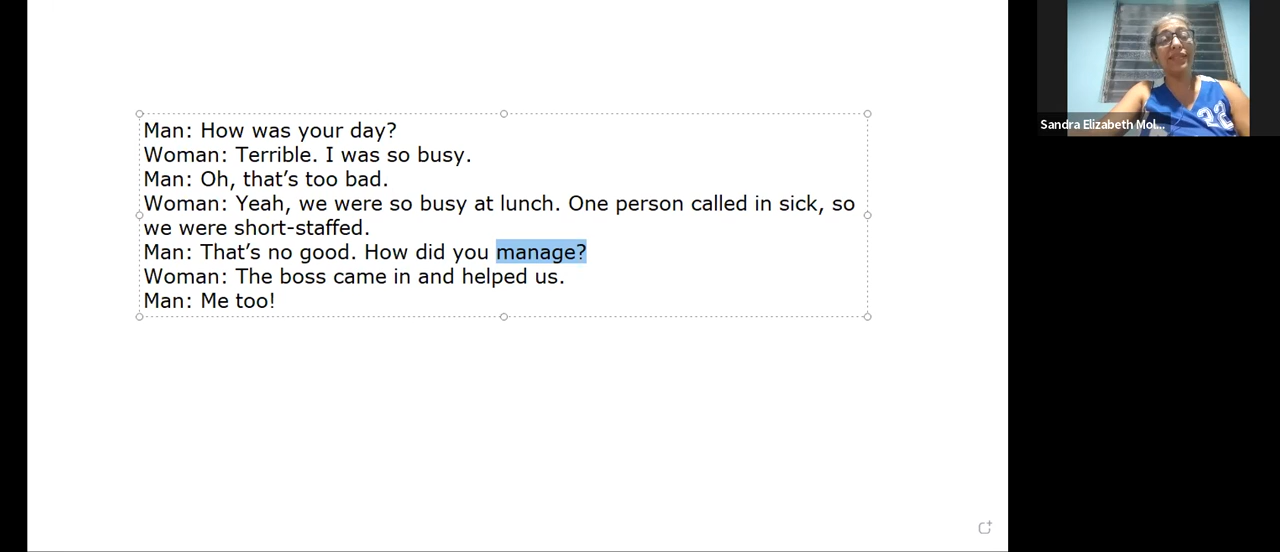 Man: How was your day?
Woman: Terrible. I was so busy.
Man: Oh, that’s too bad.
Woman: Yeah, we were so busy at lunch. One person called in sick, so
we were short-staffed.
Man: That’s no good. How did you manage?
Woman: The boss came in and helped us.
Man: Me too!
Sandra Elizabeth Mol...
22